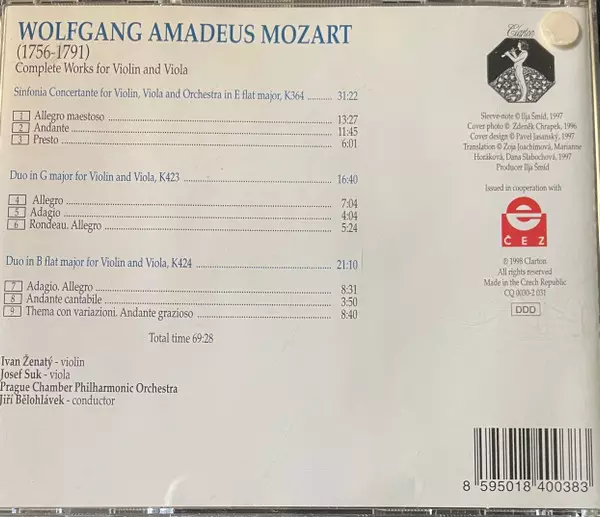 WOLFGANG AMADEUS MOZART
(1756-1791)
Complete Works for Violin and Viola
Sinfonia Concertante for Violin, Viola and Orchestra in E flat major, K364 .......... 31:22
1 Allegro maestoso 13:27
2 Andante 11:45
3 Presto 6:01
Duo in G major for Violin and Viola, K423 16:40
4 Allegro 7:04
5 Adagio 4:04
6 Rondeau. Allegro 5:24
Duo in B flat major for Violin and Viola, K424 21:10
7 Adagio. Allegro 8:31
8 Andante cantabile 3:50
9 Thema con variazioni. Andante grazioso 8:40
Total time 69:28
Ivan Ženatý - violin
Josef Suk - viola
Prague Chamber Philharmonic Orchestra
Jiří Bělohlávek - conductor
Clarton
Sleeve-note © Ilja Šmíd, 1997
Cover photo © Zdeněk Chrapek, 1996
Cover design © Pavel Jasanský, 1997
Translation © Zoja Joachimová, Marianne
Horáková, Dana Slabochová, 1997
Producer Ilja Šmíd
Issued in cooperation with
e
ČEZ
℗ 1998 Clarton
All rights reserved
Made in the Czech Republic
CQ 0030-2 031
DDD
8 595018 400383